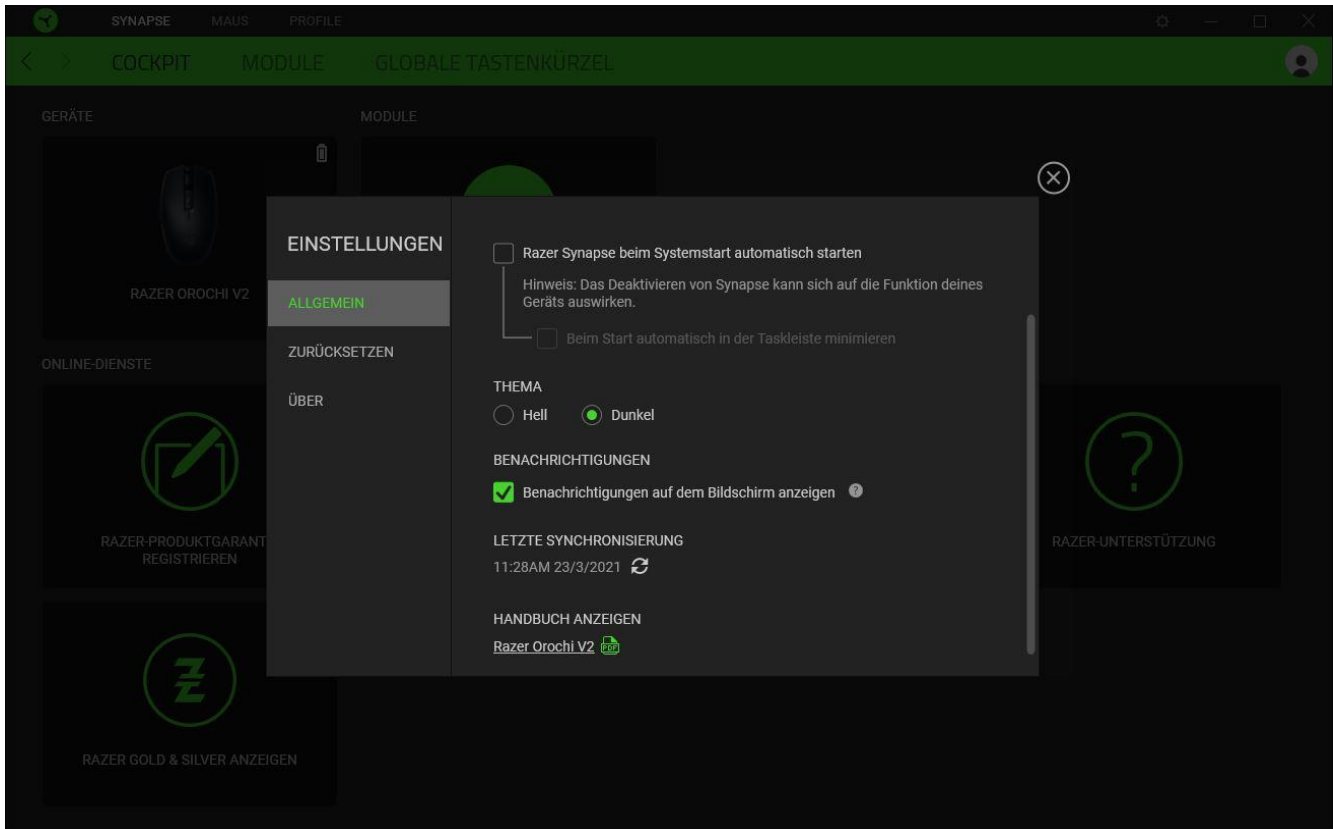 SYNAPSE MAUS PROFILE
COCKPIT MODULE GLOBALE TASTENKÜRZEL
GERÄTE MODULE
RAZER OROCHI V2
ONLINE-DIENSTE
RAZER-PRODUKTGARANT
REGISTRIEREN
RAZER GOLD & SILVER ANZEIGEN
RAZER-UNTERSTÜTZUNG
EINSTELLUNGEN
ALLGEMEIN
ZURÜCKSETZEN
ÜBER
Razer Synapse beim Systemstart automatisch starten
Hinweis: Das Deaktivieren von Synapse kann sich auf die Funktion deines
Geräts auswirken.
Beim Start automatisch in der Taskleiste minimieren
THEMA
Hell Dunkel
BENACHRICHTIGUNGEN
Benachrichtigungen auf dem Bildschirm anzeigen ?
LETZTE SYNCHRONISIERUNG
11:28AM 23/3/2021
HANDBUCH ANZEIGEN
Razer Orochi V2 PDF